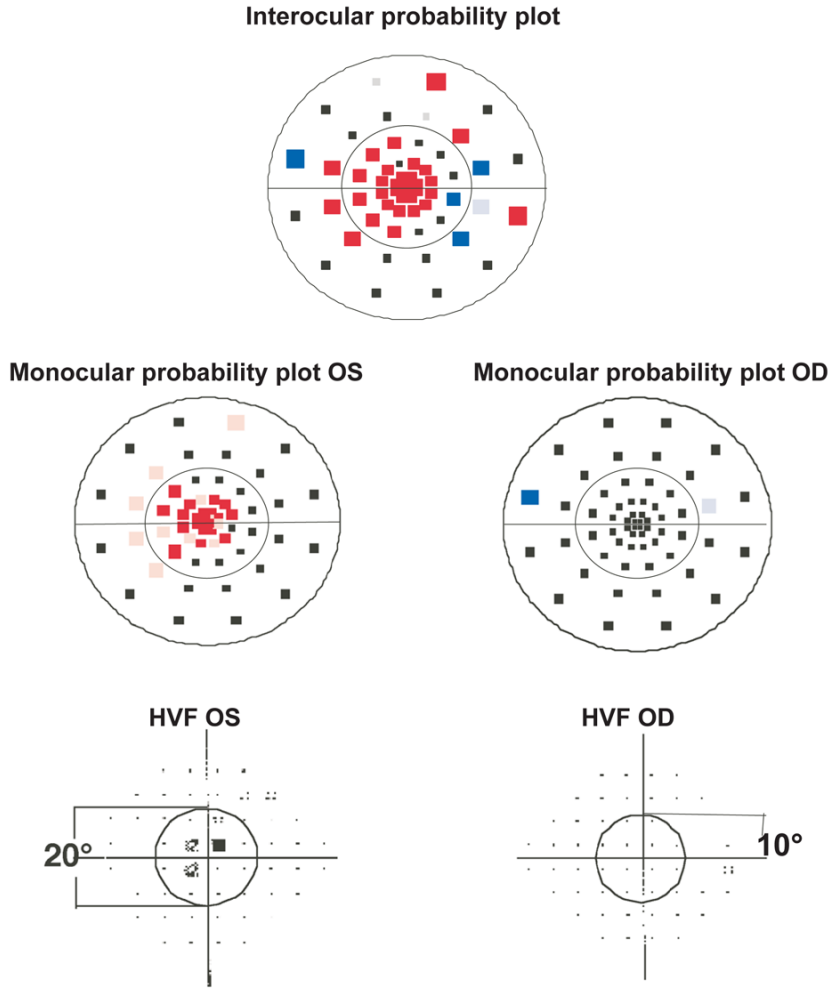 Interocular probability plot
Monocular probability plot OS
Monocular probability plot OD
HVF OS
HVF OD
20°
10°